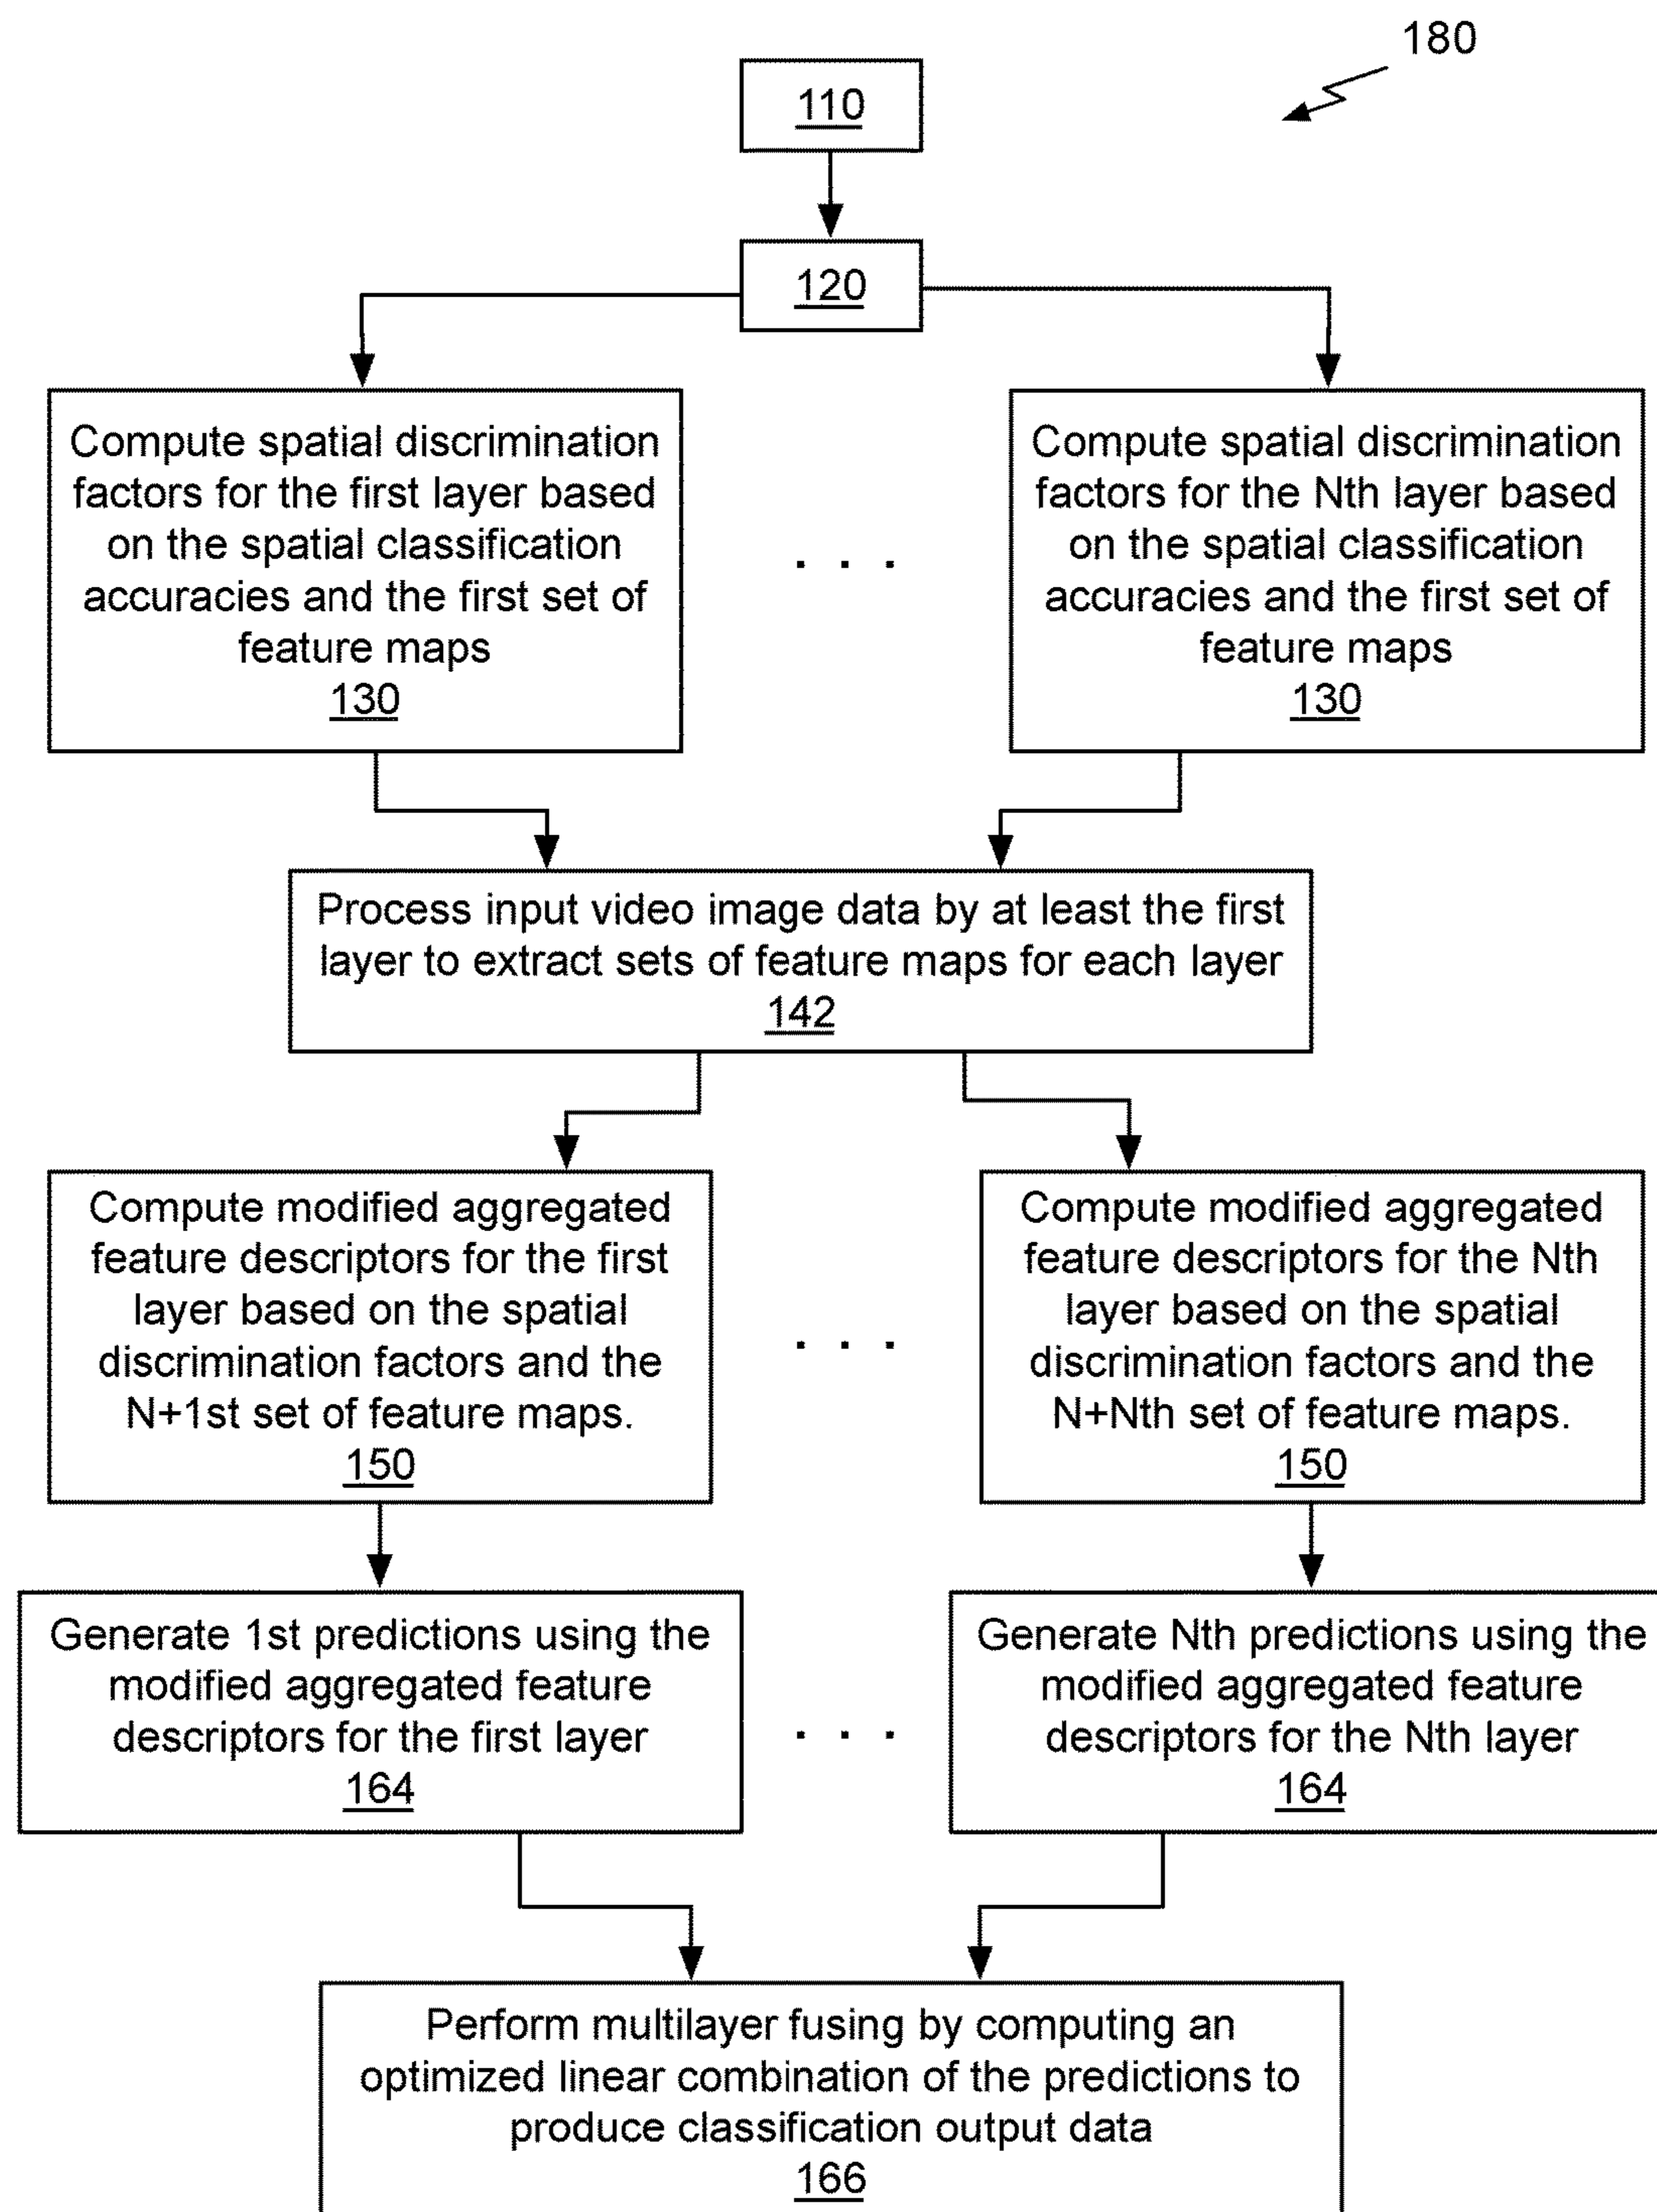 180
110
120
Compute spatial discrimination
factors for the first layer based
on the spatial classification
accuracies and the first set of
feature maps
130
. . .
Compute spatial discrimination
factors for the Nth layer based
on the spatial classification
accuracies and the first set of
feature maps
130
Process input video image data by at least the first
layer to extract sets of feature maps for each layer
142
Compute modified aggregated
feature descriptors for the first
layer based on the spatial
discrimination factors and the
N+1st set of feature maps.
150
. . .
Compute modified aggregated
feature descriptors for the Nth
layer based on the spatial
discrimination factors and the
N+Nth set of feature maps.
150
Generate 1st predictions using the
modified aggregated feature
descriptors for the first layer
164
. . .
Generate Nth predictions using the
modified aggregated feature
descriptors for the Nth layer
164
Perform multilayer fusing by computing an
optimized linear combination of the predictions to
produce classification output data
166